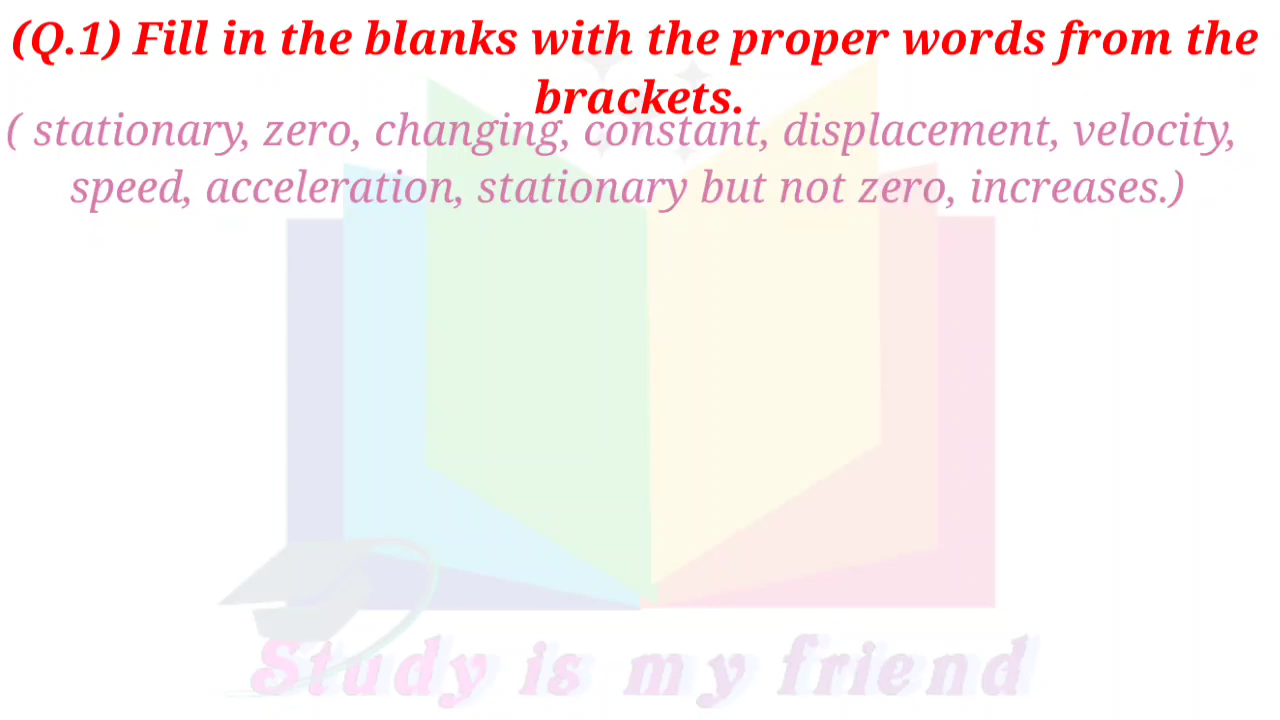 (Q.1) Fill in the blanks with the proper words from the
brackets.
( stationary, zero, changing, constant, displacement, velocity,
speed, acceleration, stationary but not zero, increases.)
Study is my friend